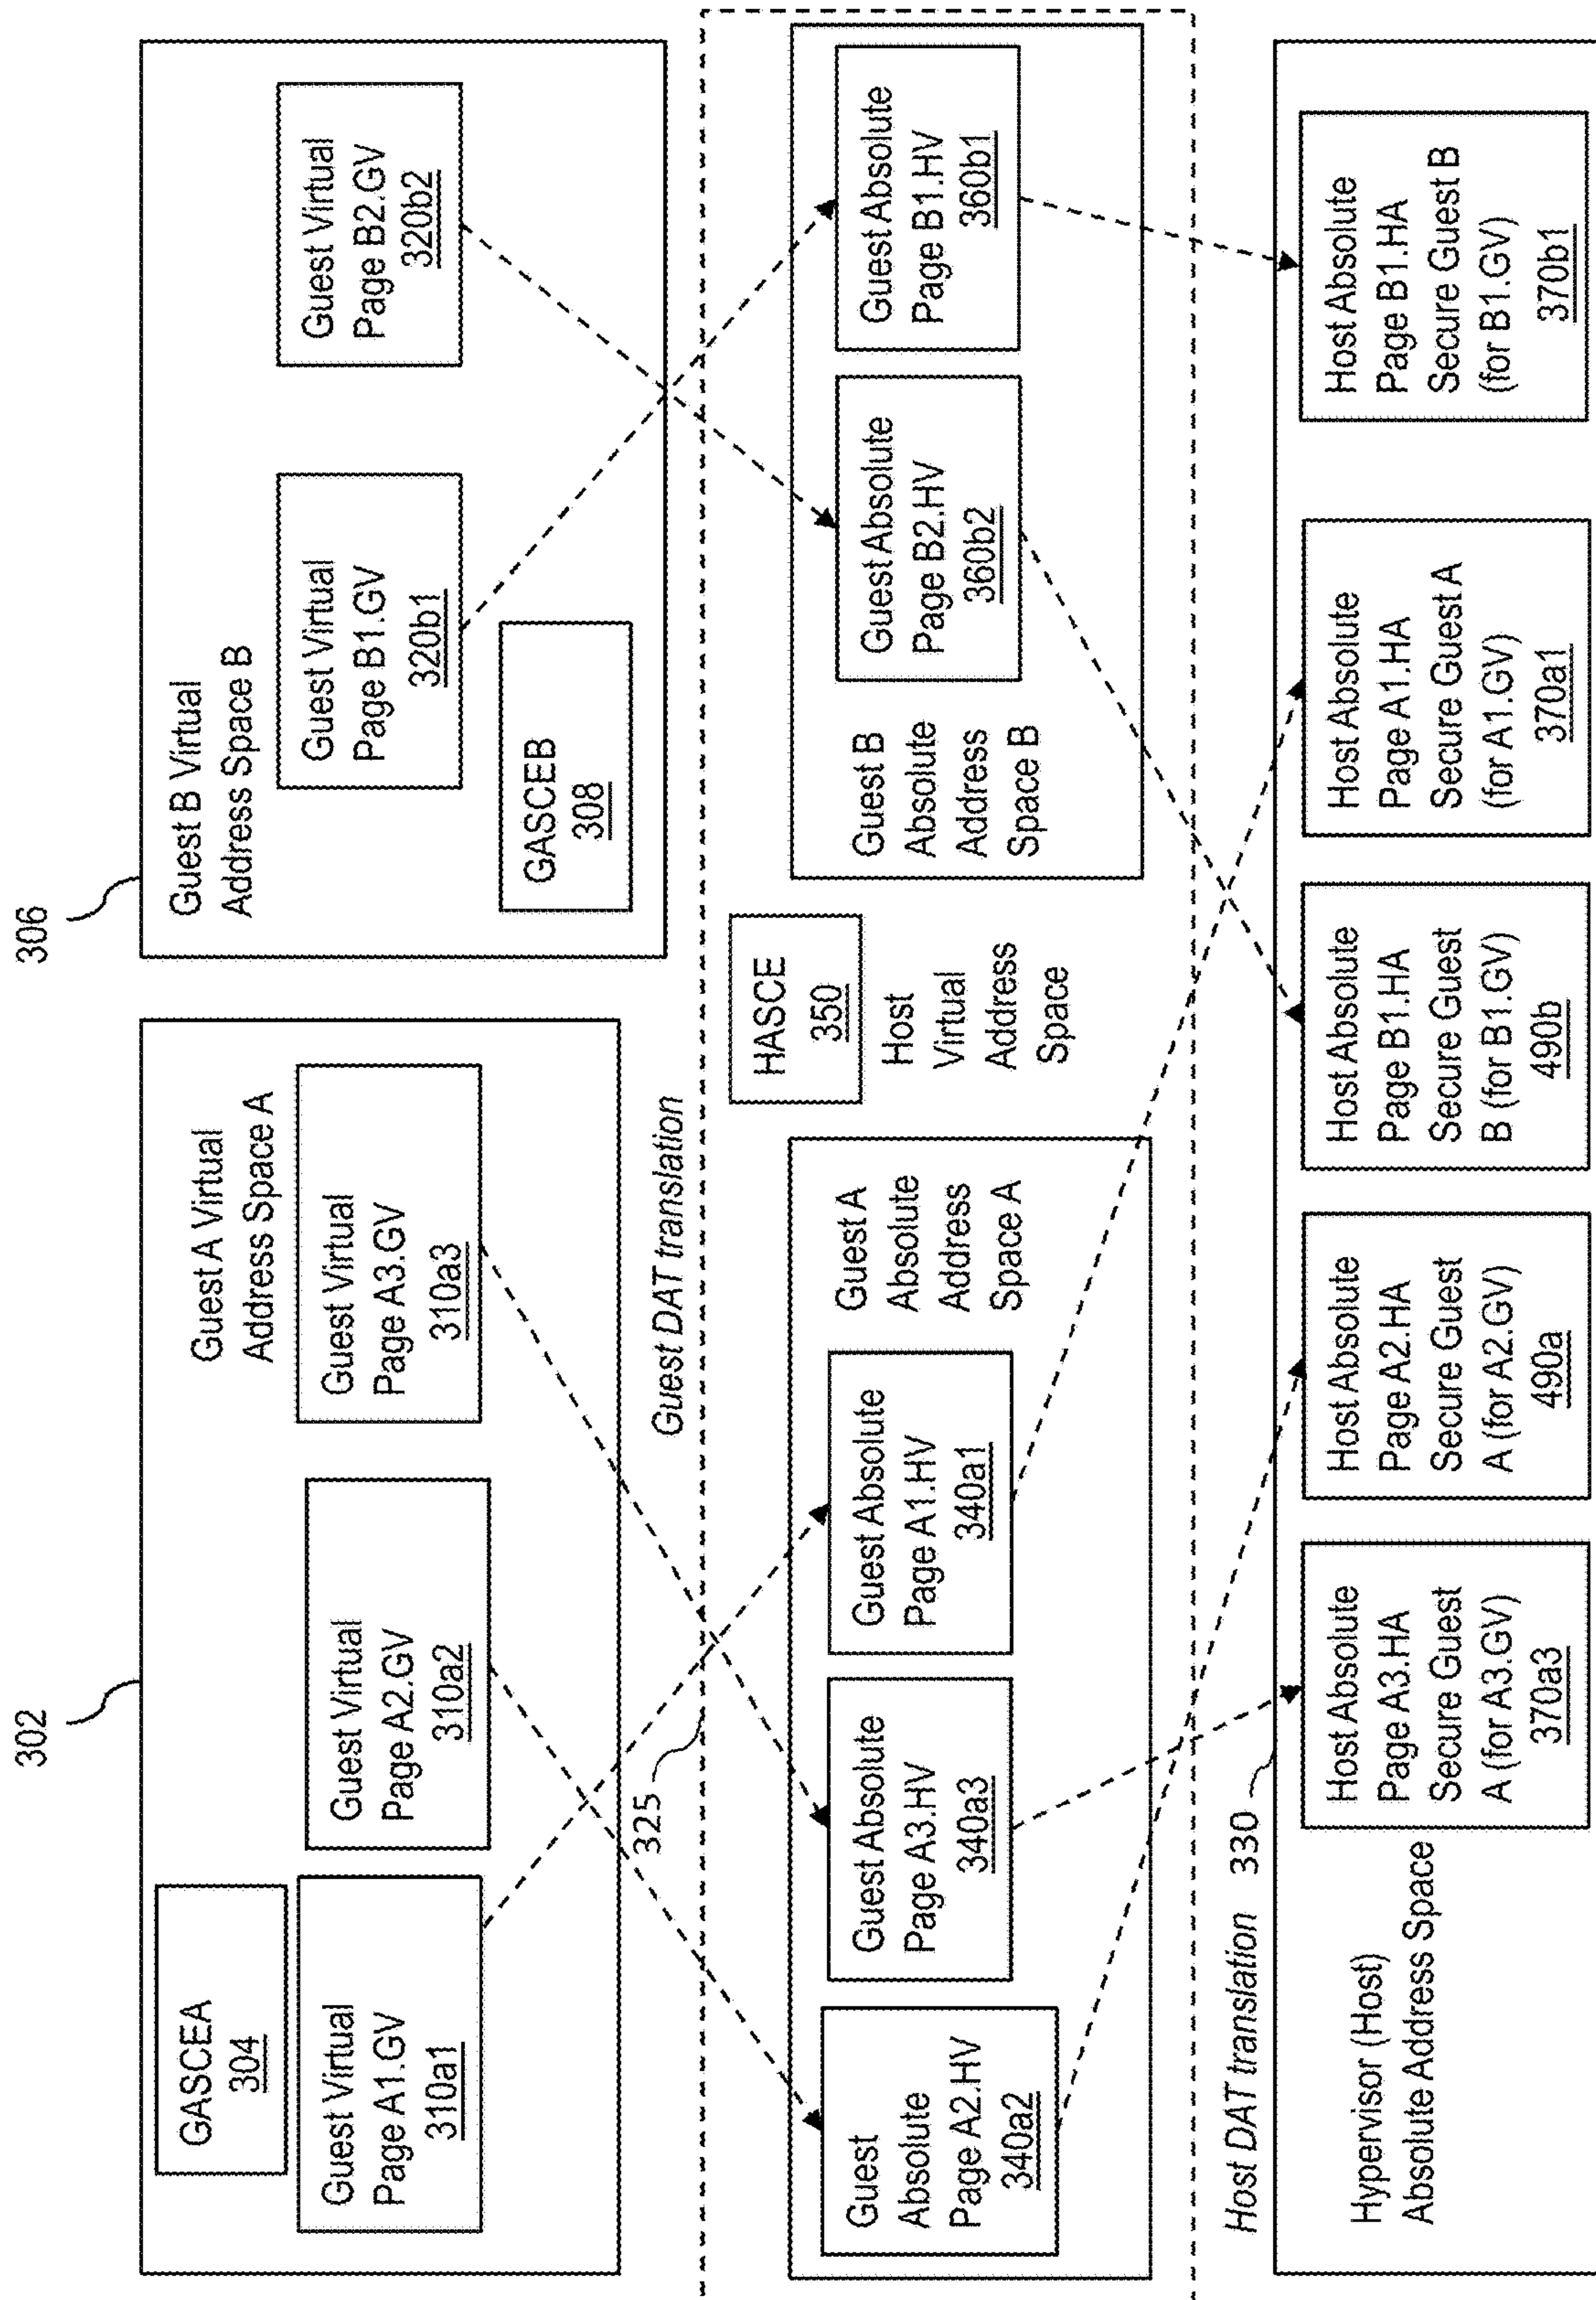 302
306
GASCEA
304
Guest A Virtual
Address Space A
Guest Virtual
Page A1.GV
310a1
Guest Virtual
Page A2.GV
310a2
Guest Virtual
Page A3.GV
310a3
Guest B Virtual
Address Space B
Guest Virtual
Page B1.GV
320b1
Guest Virtual
Page B2.GV
320b2
GASCEB
308
325
Guest DAT translation
HASCE
350
Host
Virtual
Address
Space
Guest
Absolute
Page A2.HV
340a2
Guest Absolute
Page A3.HV
340a3
Guest Absolute
Page A1.HV
340a1
Guest A
Absolute
Address
Space A
Guest B
Absolute
Address
Space B
Guest Absolute
Page B2.HV
360b2
Guest Absolute
Page B1.HV
360b1
Host DAT translation 330
Hypervisor (Host)
Absolute Address Space
Host Absolute
Page A3.HA
Secure Guest
A (for A3.GV)
370a3
Host Absolute
Page A2.HA
Secure Guest
A (for A2.GV)
490a
Host Absolute
Page B1.HA
Secure Guest
B (for B1.GV)
490b
Host Absolute
Page A1.HA
Secure Guest A
(for A1.GV)
370a1
Host Absolute
Page B1.HA
Secure Guest B
(for B1.GV)
370b1